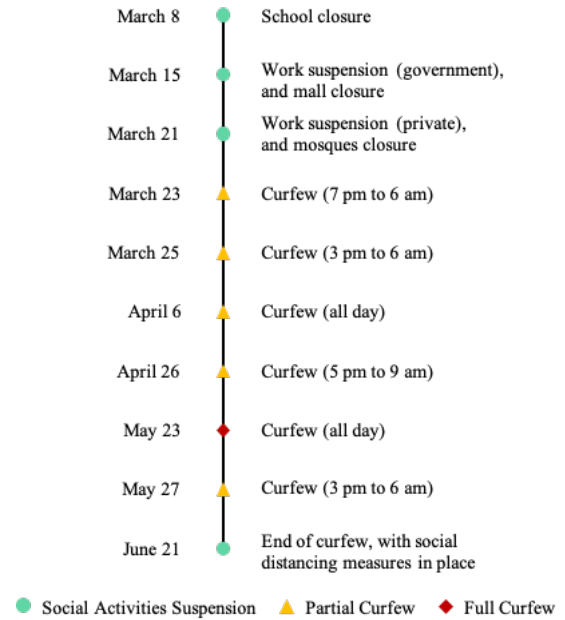 March 8 School closure
March 15 Work suspension (government),
and mall closure
March 21 Work suspension (private),
and mosques closure
March 23 Curfew (7 pm to 6 am)
March 25 Curfew (3 pm to 6 am)
April 6 Curfew (all day)
April 26 Curfew (5 pm to 9 am)
May 23 Curfew (all day)
May 27 Curfew (3 pm to 6 am)
June 21 End of curfew, with social
distancing measures in place
Social Activities Suspension Partial Curfew Full Curfew